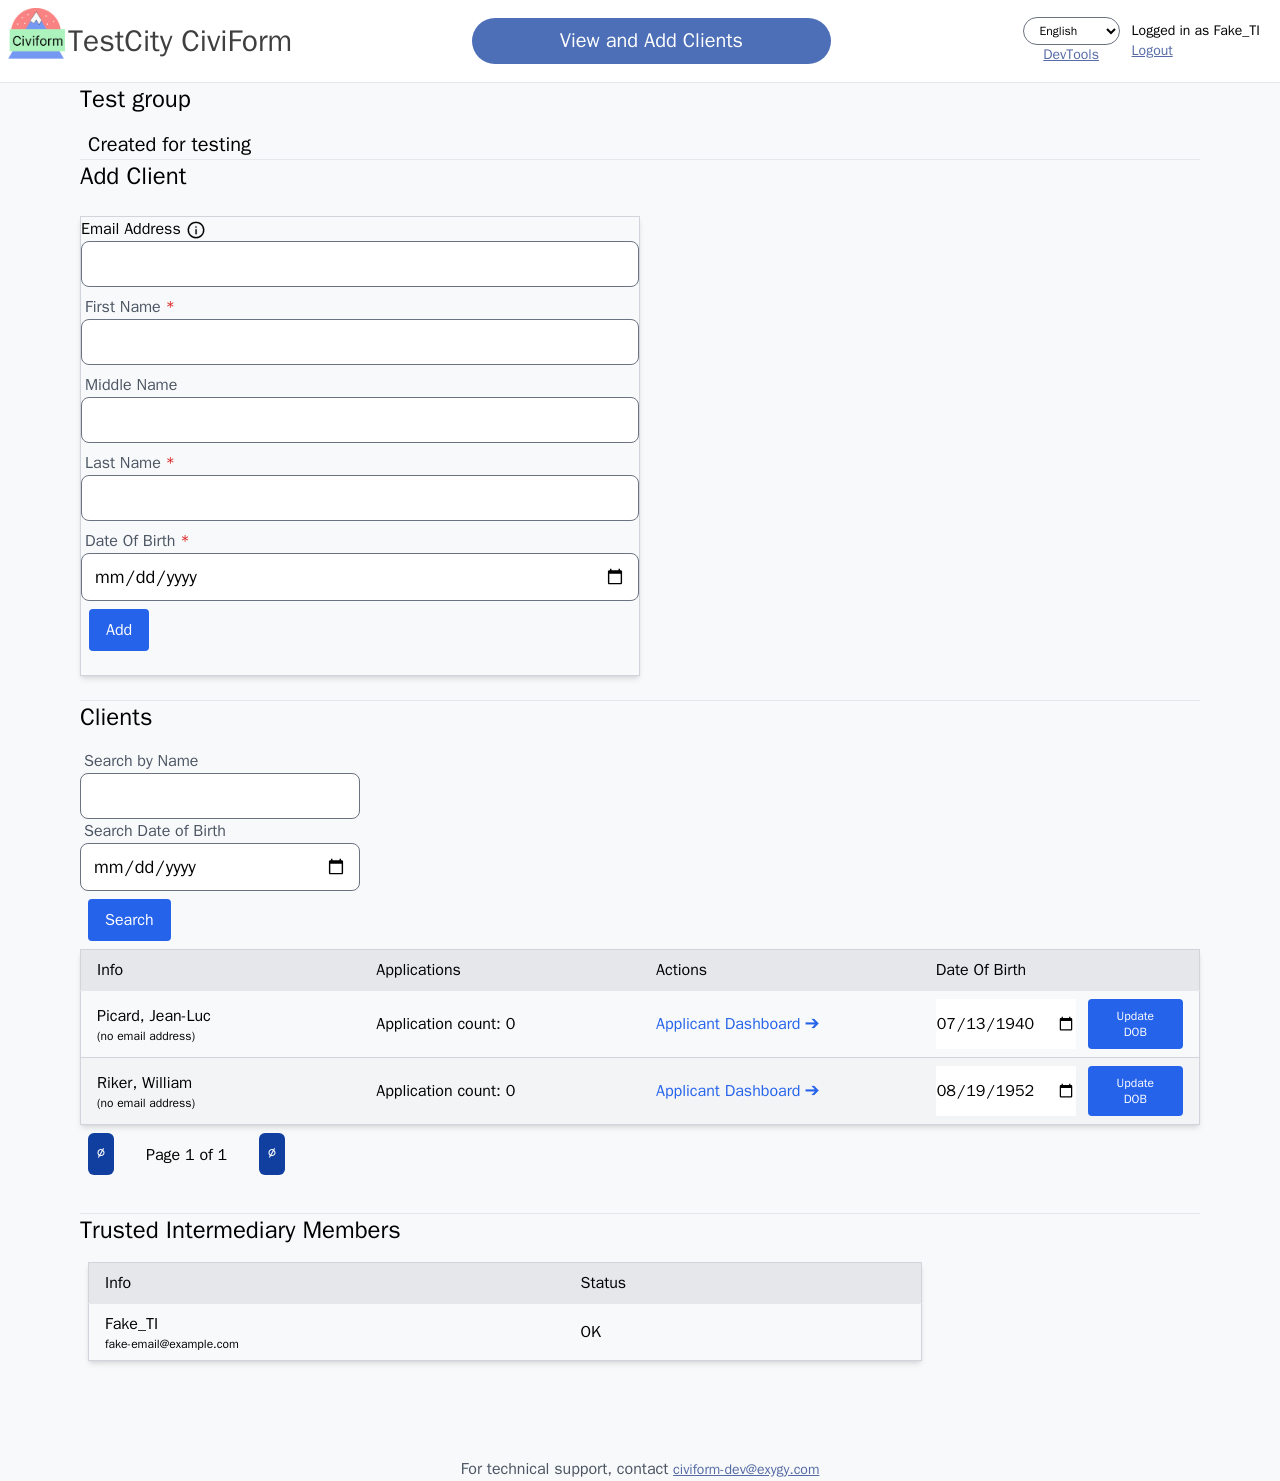 Civiform
TestCity CiviForm
View and Add Clients
English
DevTools
Logged in as Fake_TI
Logout
Test group
Created for testing
Add Client
Email Address
First Name *
Middle Name
Last Name *
Date Of Birth *
mm/dd/yyyy
Add
Clients
Search by Name
Search Date of Birth
mm/dd/yyyy
Search
Info Applications Actions Date Of Birth
Picard, Jean-Luc
(no email address)
Application count: 0
Applicant Dashboard ➔
07/13/1940
Update
DOB
Riker, William
(no email address)
Application count: 0
Applicant Dashboard ➔
08/19/1952
Update
DOB
∅ Page 1 of 1 ∅
Trusted Intermediary Members
Info Status
Fake_TI
fake-email@example.com
OK
For technical support, contact civiform-dev@exygy.com